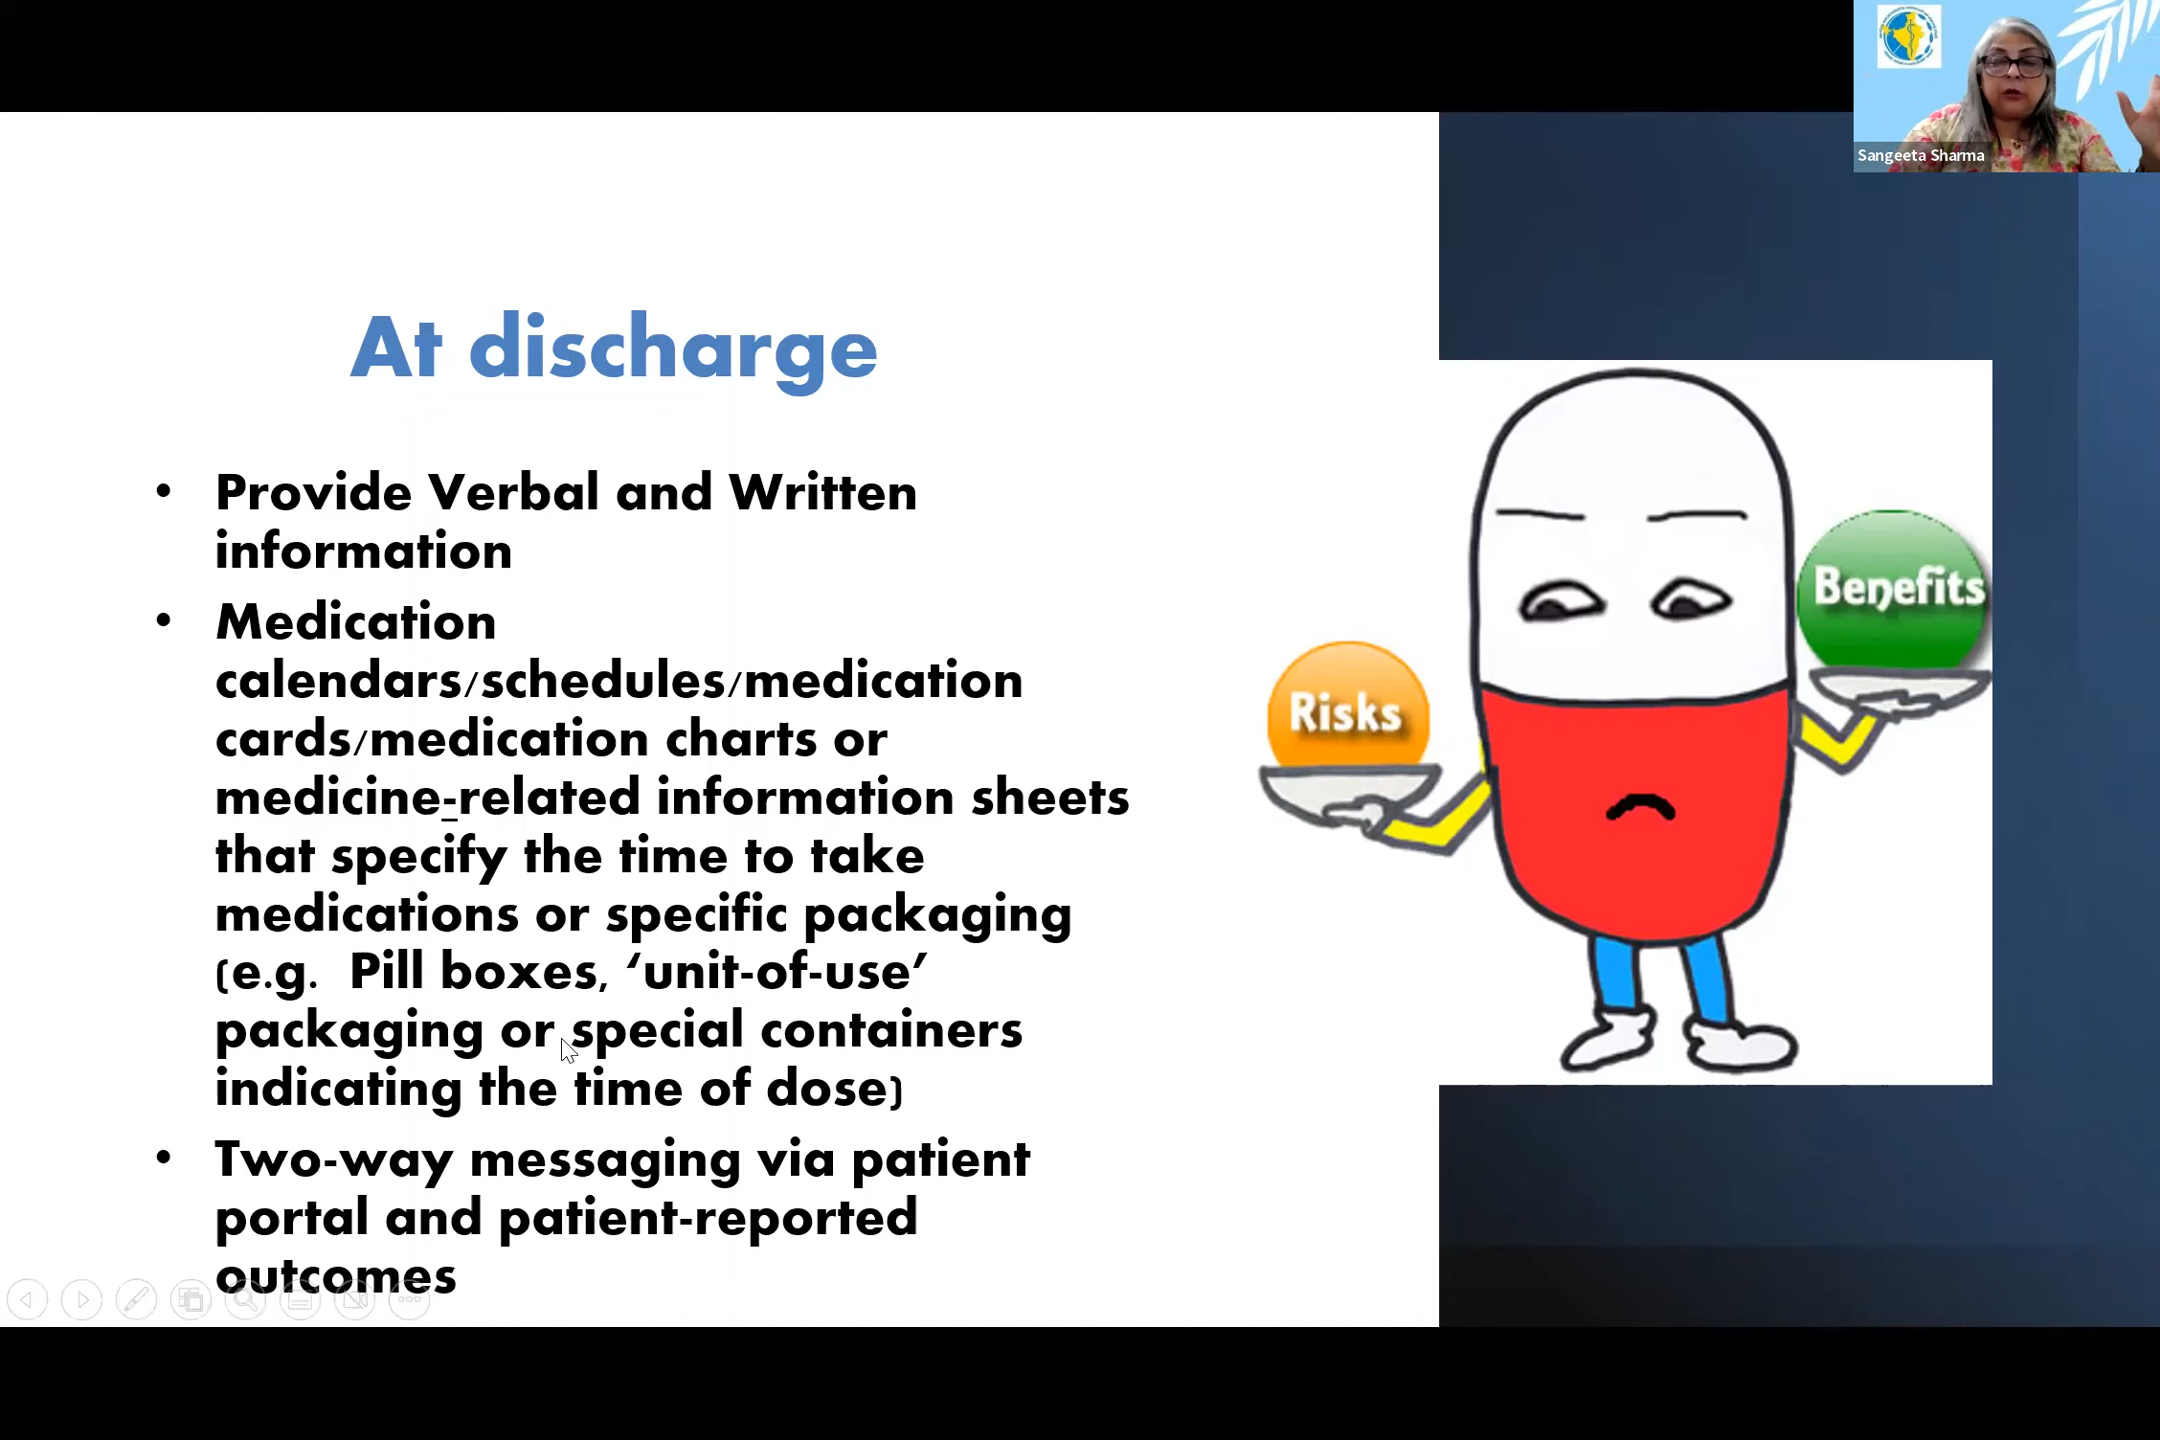 Sangeeta Sharma
At discharge
• Provide Verbal and Written
information
• Medication
calendars/schedules/medication
cards/medication charts or
medicine-related information sheets
that specify the time to take
medications or specific packaging
(e.g. Pill boxes, ‘unit-of-use’
packaging or special containers
indicating the time of dose)
• Two-way messaging via patient
portal and patient-reported
outcomes
Risks
Benefits